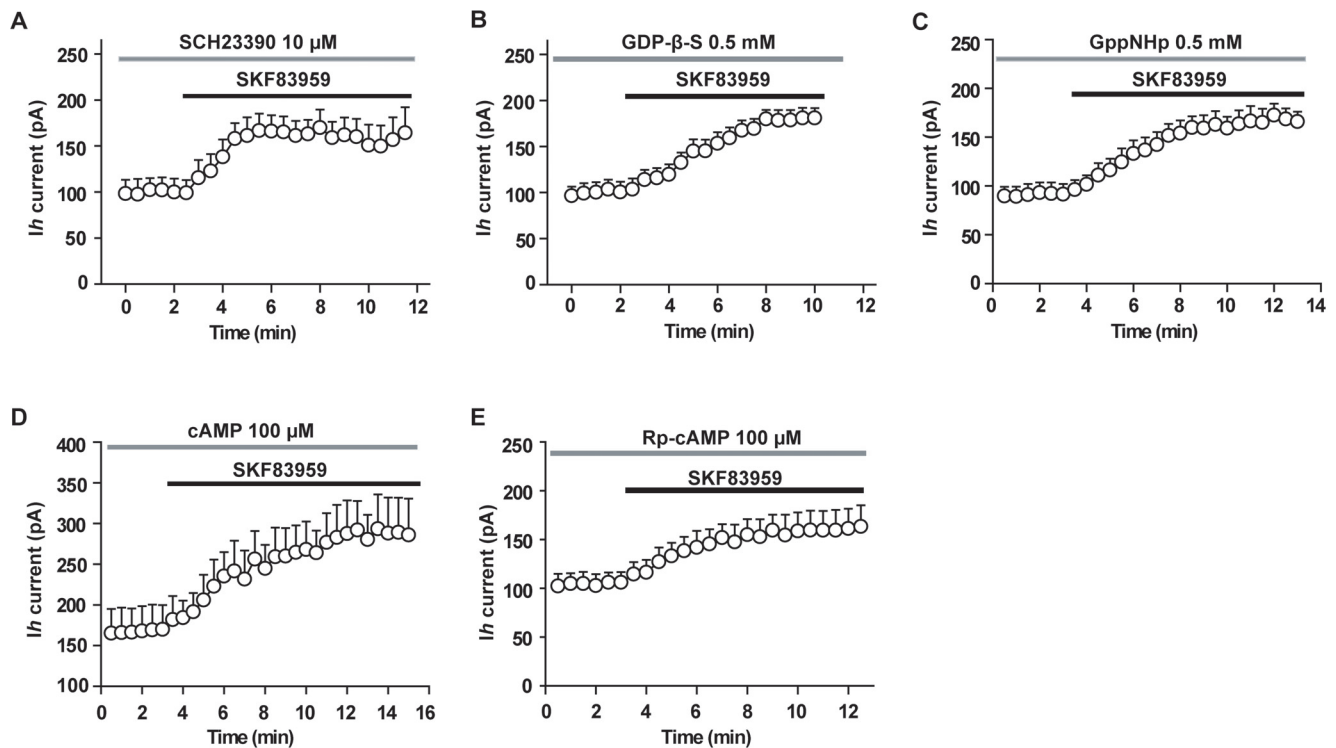 A
SCH23390 10 µM
SKF83959
250
200
150
100
50
0
Ih current (pA)
0 2 4 6 8 10 12
Time (min)
B
GDP-β-S 0.5 mM
SKF83959
250
200
150
100
50
0
Ih current (pA)
0 2 4 6 8 10
Time (min)
C
GppNHp 0.5 mM
SKF83959
250
200
150
100
50
0
Ih current (pA)
0 2 4 6 8 10 12 14
Time (min)
D
cAMP 100 µM
SKF83959
400
350
300
250
200
150
100
Ih current (pA)
0 2 4 6 8 10 12 14 16
Time (min)
E
Rp-cAMP 100 µM
SKF83959
250
200
150
100
50
0
Ih current (pA)
0 2 4 6 8 10 12
Time (min)